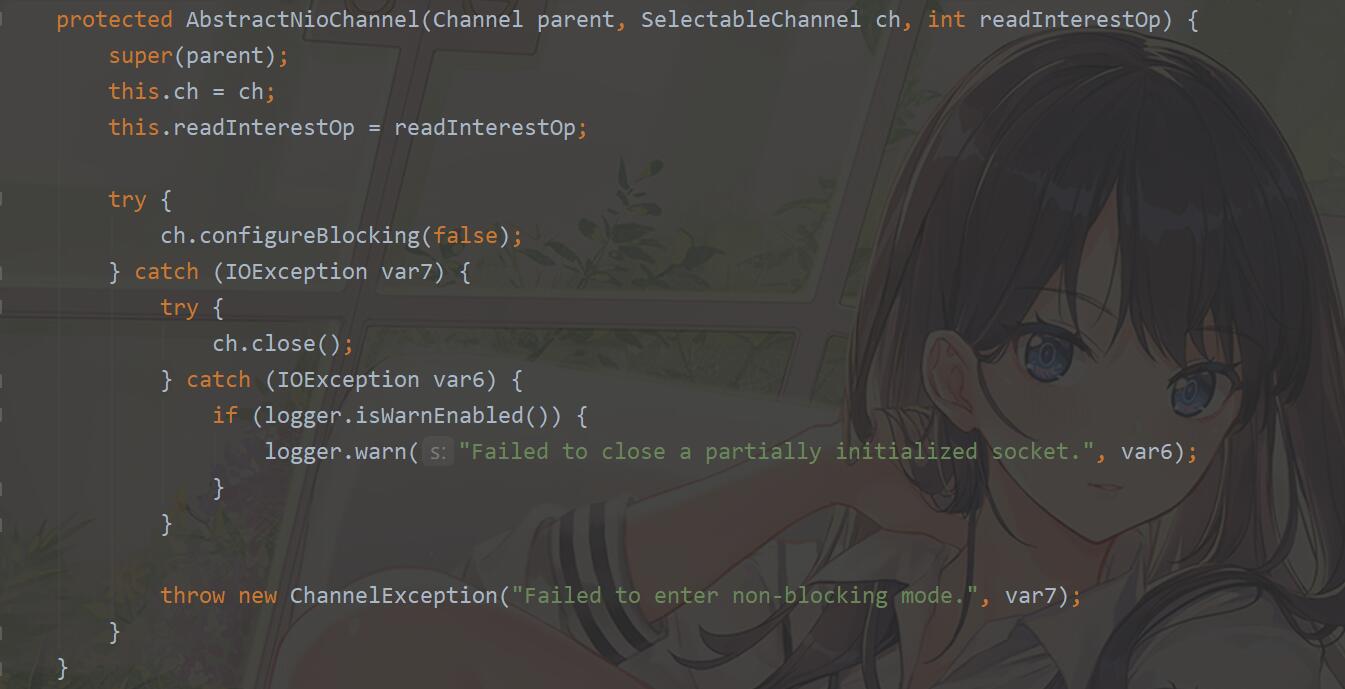 protected AbstractNioChannel(Channel parent, SelectableChannel ch, int readInterestOp) {
super(parent);
this.ch = ch;
this.readInterestOp = readInterestOp;
try {
ch.configureBlocking(false);
} catch (IOException var7) {
try {
ch.close();
} catch (IOException var6) {
if (logger.isWarnEnabled()) {
logger.warn( s: "Failed to close a partially initialized socket.", var6);
}
}
throw new ChannelException("Failed to enter non-blocking mode.", var7);
}
}